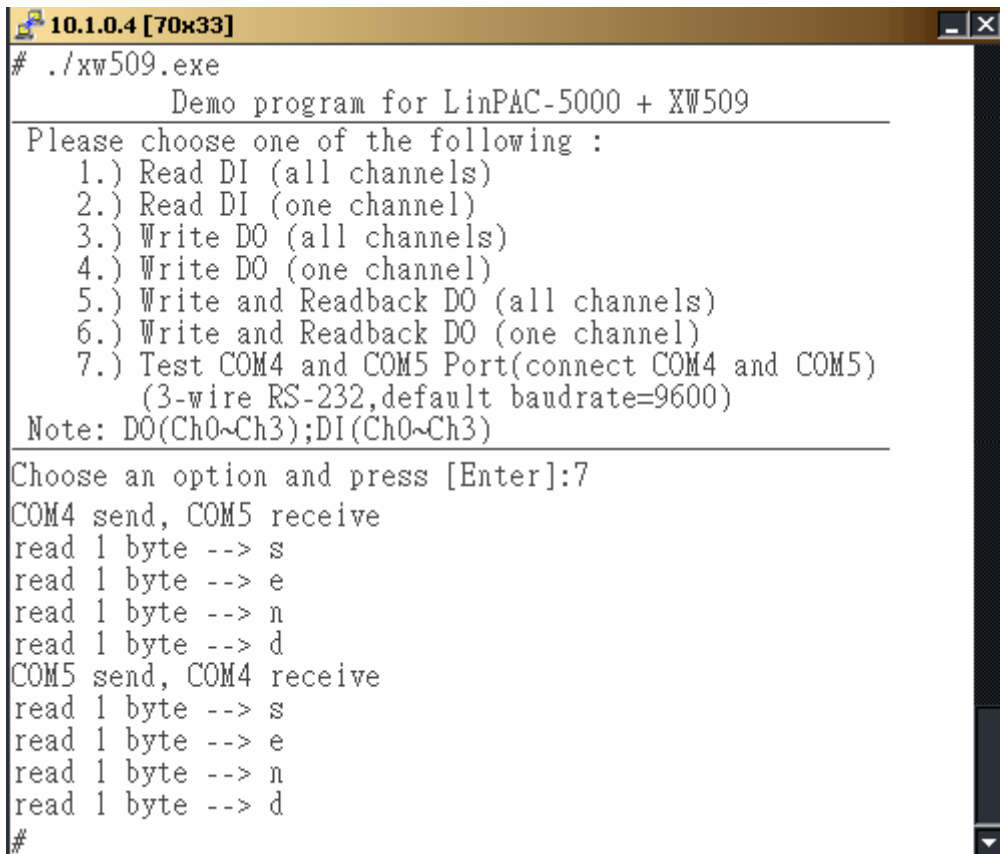 10.1.0.4 [70x33]
# ./xw509.exe
Demo program for LinPAC-5000 + XW509
Please choose one of the following :
1.) Read DI (all channels)
2.) Read DI (one channel)
3.) Write DO (all channels)
4.) Write DO (one channel)
5.) Write and Readback DO (all channels)
6.) Write and Readback DO (one channel)
7.) Test COM4 and COM5 Port(connect COM4 and COM5)
(3-wire RS-232,default baudrate=9600)
Note: DO(Ch0~Ch3);DI(Ch0~Ch3)
Choose an option and press [Enter]:7
COM4 send, COM5 receive
read 1 byte --> s
read 1 byte --> e
read 1 byte --> n
read 1 byte --> d
COM5 send, COM4 receive
read 1 byte --> s
read 1 byte --> e
read 1 byte --> n
read 1 byte --> d
#